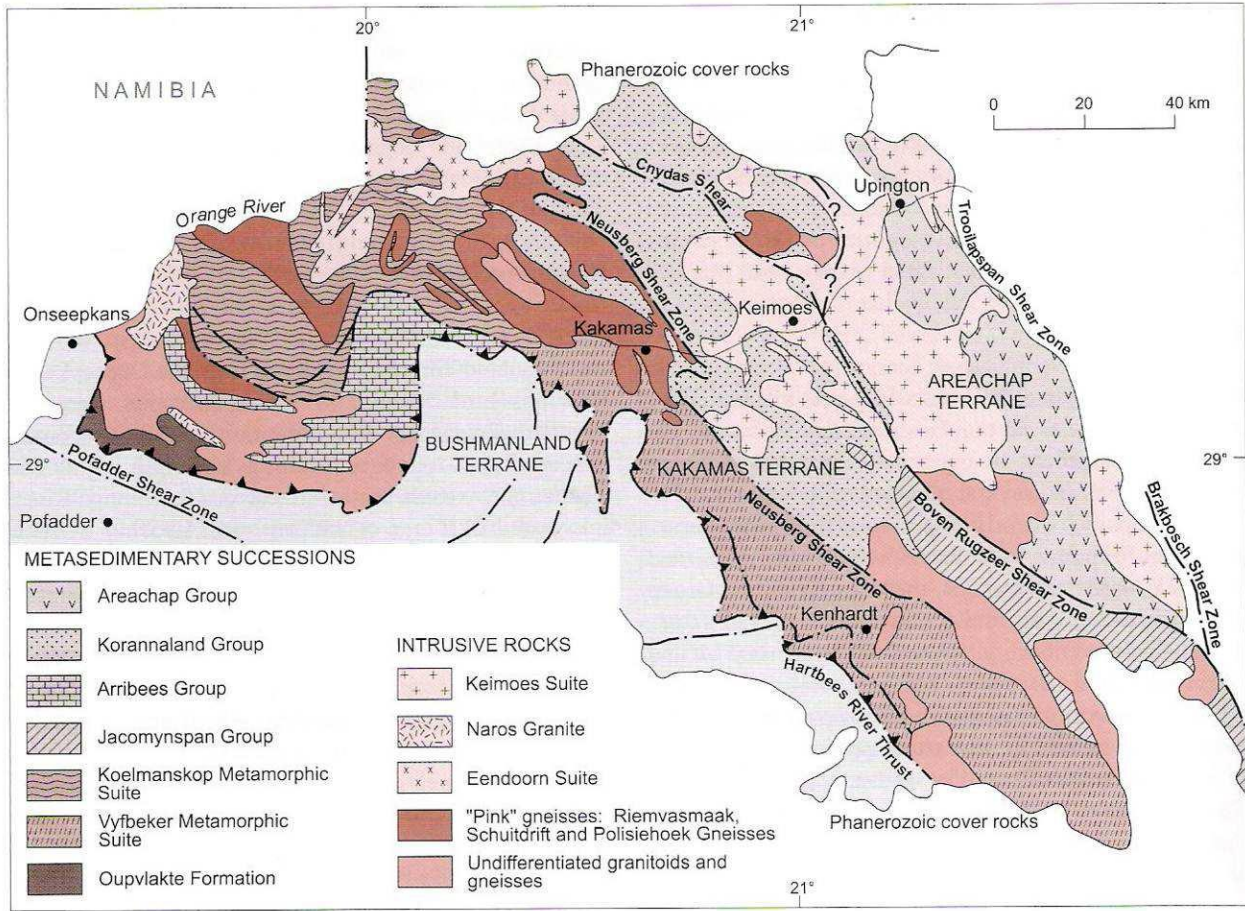 20°
21°
NAMIBIA
Phanerozoic cover rocks
0 20 40 km
Cnydas Shear
Upington
Orange River
Neusberg Shear Zone
?
Trooilapspan Shear Zone
?
Onseepkans
Kakamas
Keimoes
AREACHAP
TERRANE
BUSHMANLAND
TERRANE
KAKAMAS TERRANE
29°
29°
Pofadder Shear Zone
Pofadder
Neusberg Shear Zone
Boven Rugzeer Shear Zone
Brakbosch Shear Zone
Kenhardt
Hartbees River Thrust
Phanerozoic cover rocks
21°
METASEDIMENTARY SUCCESSIONS
Areachap Group
Korannaland Group
Arribees Group
Jacomynspan Group
Koelmanskop Metamorphic
Suite
Vyfbeker Metamorphic
Suite
Oupvlakte Formation
INTRUSIVE ROCKS
Keimoes Suite
Naros Granite
Eendoorn Suite
"Pink" gneisses: Riemvasmaak,
Schuitdrift and Polisiehoek Gneisses
Undifferentiated granitoids and
gneisses